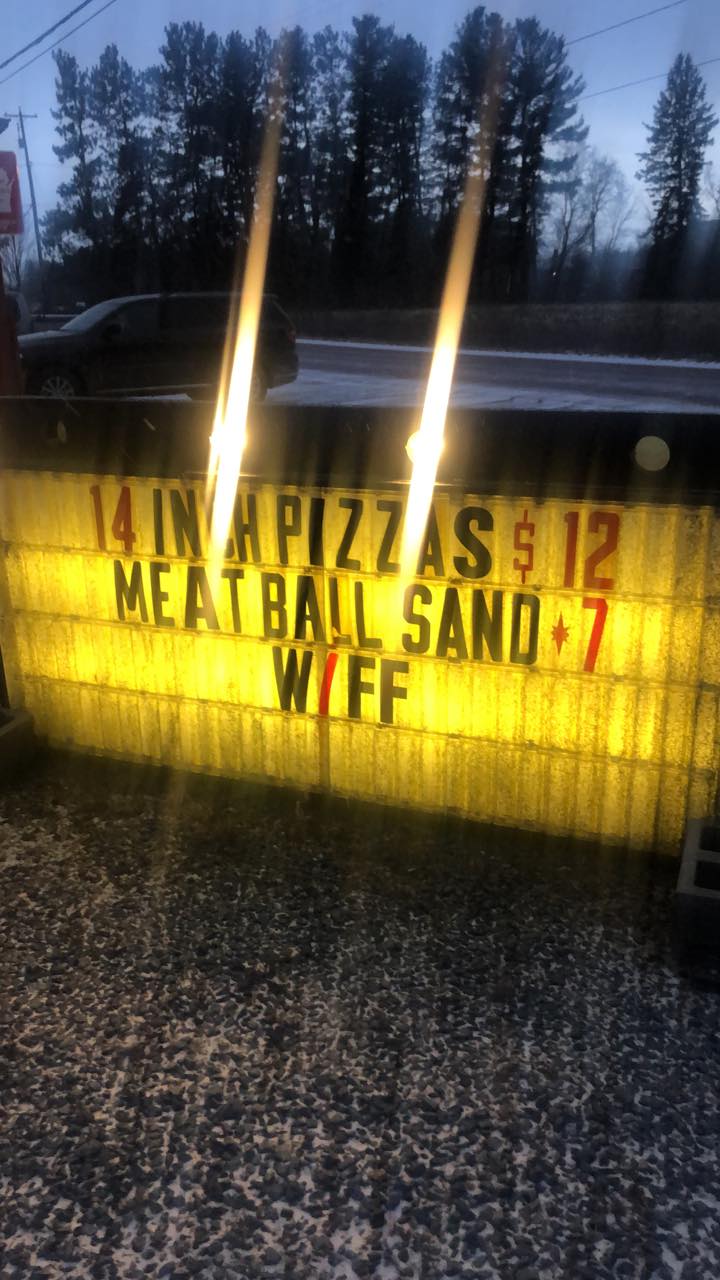 14 INCH PIZZAS $ 12
MEAT BALL SAND 7
W/FF